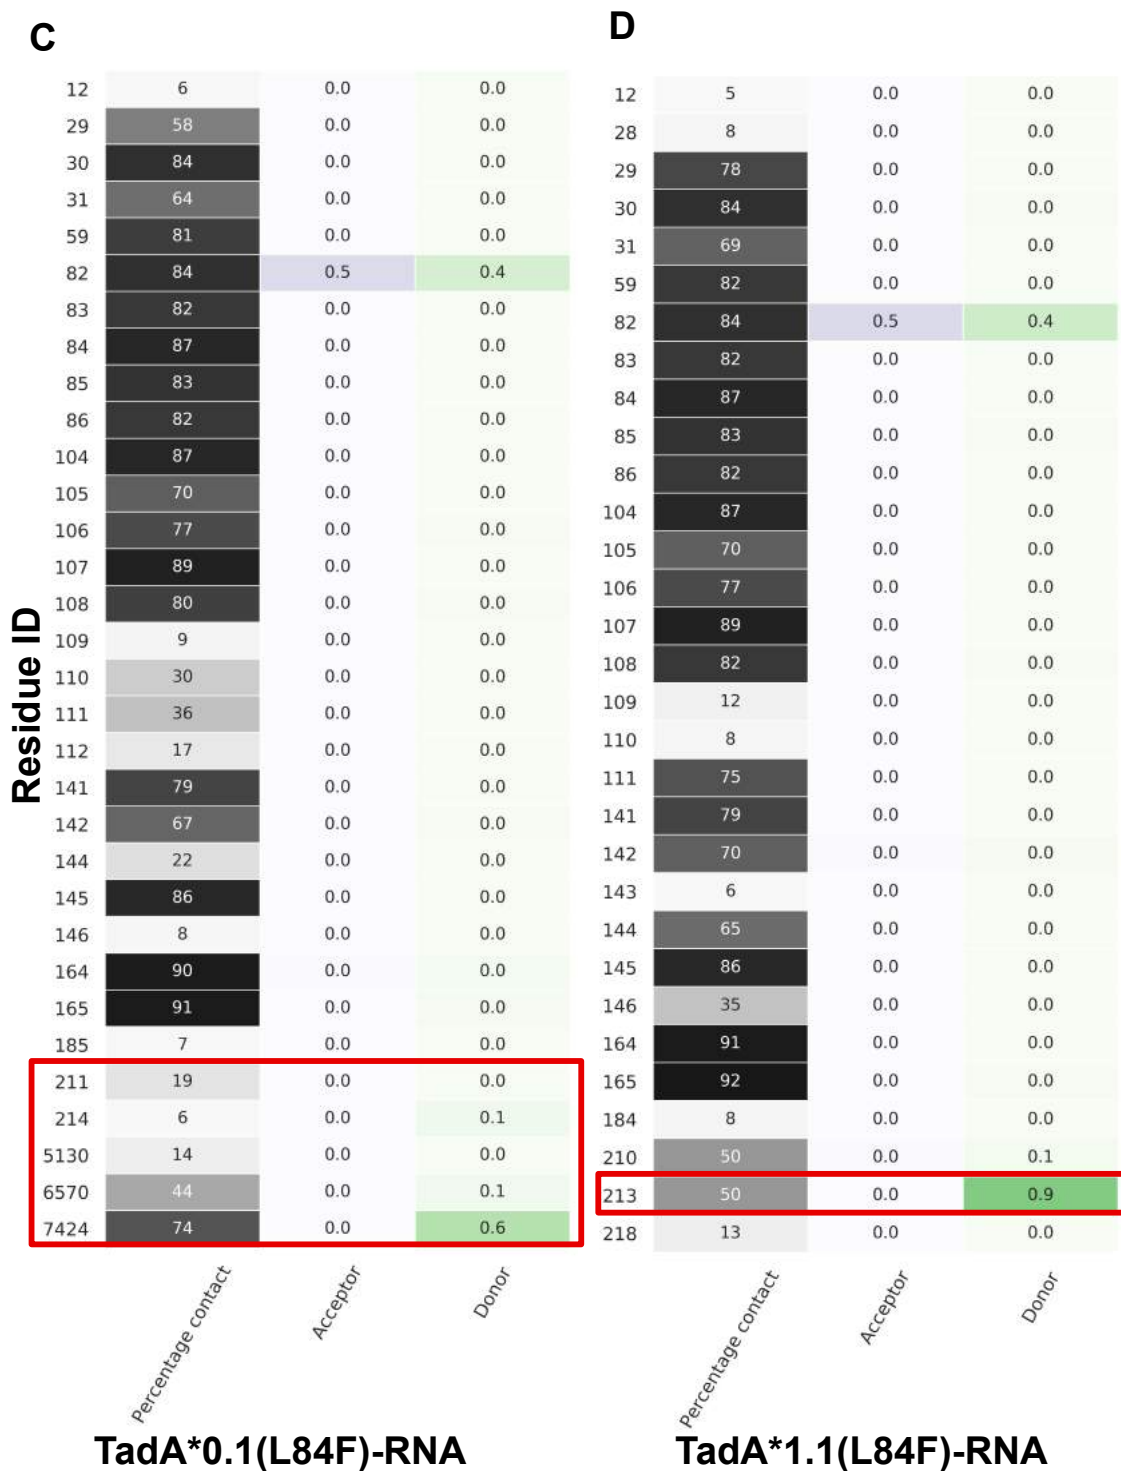 C
12 6 0.0 0.0
29 58 0.0 0.0
30 84 0.0 0.0
31 64 0.0 0.0
59 81 0.0 0.0
82 84 0.5 0.4
83 82 0.0 0.0
84 87 0.0 0.0
85 83 0.0 0.0
86 82 0.0 0.0
104 87 0.0 0.0
105 70 0.0 0.0
106 77 0.0 0.0
107 89 0.0 0.0
108 80 0.0 0.0
109 9 0.0 0.0
110 30 0.0 0.0
111 36 0.0 0.0
112 17 0.0 0.0
141 79 0.0 0.0
142 67 0.0 0.0
144 22 0.0 0.0
145 86 0.0 0.0
146 8 0.0 0.0
164 90 0.0 0.0
165 91 0.0 0.0
185 7 0.0 0.0
211 19 0.0 0.0
214 6 0.0 0.1
5130 14 0.0 0.0
6570 44 0.0 0.1
7424 74 0.0 0.6
Residue ID
Percentage contact
Acceptor
Donor
TadA*0.1(L84F)-RNA
D
12 5 0.0 0.0
28 8 0.0 0.0
29 78 0.0 0.0
30 84 0.0 0.0
31 69 0.0 0.0
59 82 0.0 0.0
82 84 0.5 0.4
83 82 0.0 0.0
84 87 0.0 0.0
85 83 0.0 0.0
86 82 0.0 0.0
104 87 0.0 0.0
105 70 0.0 0.0
106 77 0.0 0.0
107 89 0.0 0.0
108 82 0.0 0.0
109 12 0.0 0.0
110 8 0.0 0.0
111 75 0.0 0.0
141 79 0.0 0.0
142 70 0.0 0.0
143 6 0.0 0.0
144 65 0.0 0.0
145 86 0.0 0.0
146 35 0.0 0.0
164 91 0.0 0.0
165 92 0.0 0.0
184 8 0.0 0.0
210 50 0.0 0.1
213 50 0.0 0.9
218 13 0.0 0.0
Percentage contact
Acceptor
Donor
TadA*1.1(L84F)-RNA